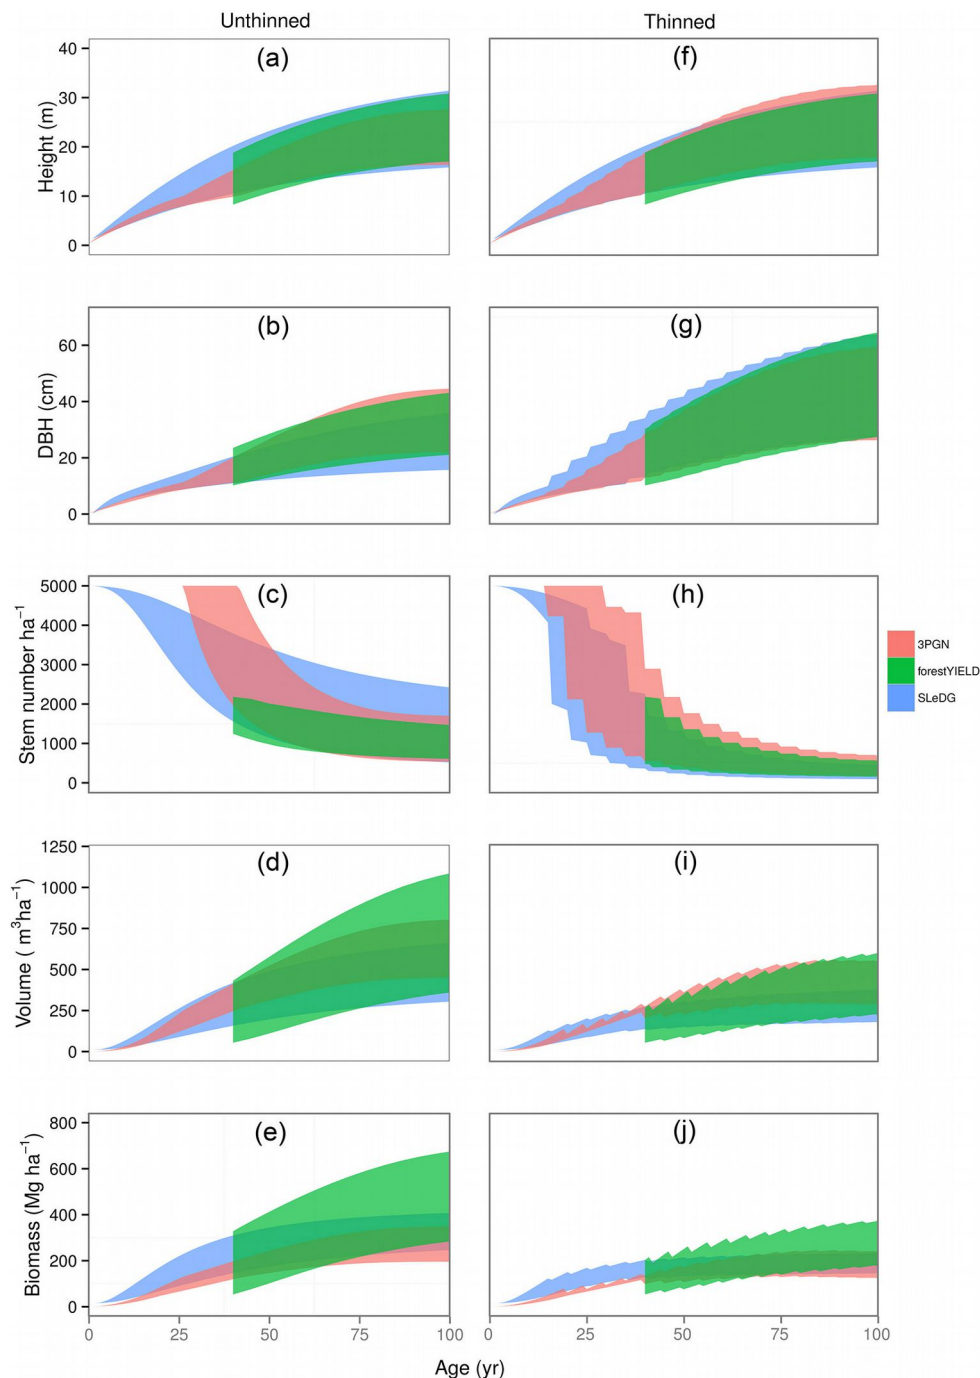 Unthinned
Thinned
(a)
(f)
Height (m)
40
30
20
10
0
(b)
(g)
DBH (cm)
60
40
20
0
(c)
(h)
Stem number ha⁻¹
5000
4000
3000
2000
1000
0
3PGN
forestYIELD
SLeDG
(d)
(i)
Volume ( m³ha⁻¹)
1250
1000
750
500
250
0
(e)
(j)
Biomass (Mg ha⁻¹)
800
600
400
200
0
0 25 50 75 100
0 25 50 75 100
Age (yr)